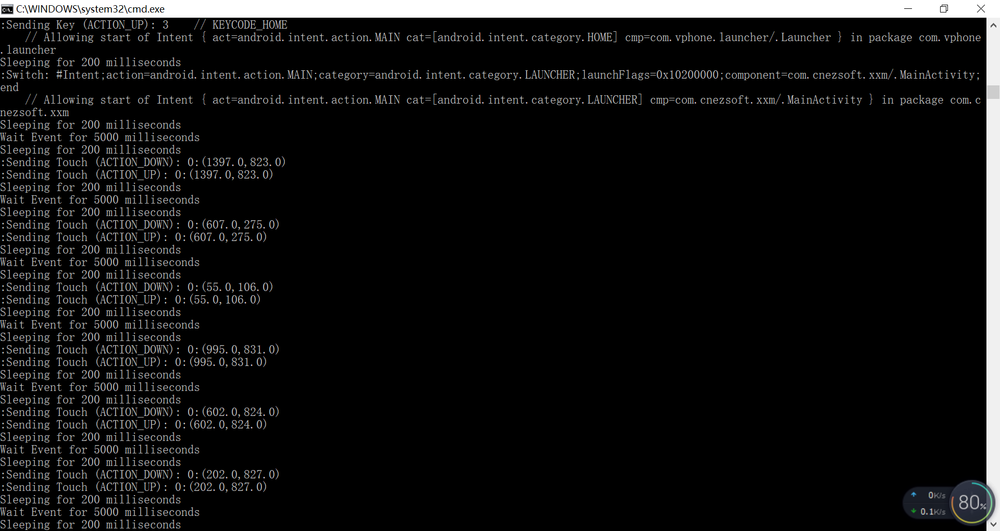 C:\WINDOWS\system32\cmd.exe
:Sending Key (ACTION_UP): 3    // KEYCODE_HOME
    // Allowing start of Intent { act=android.intent.action.MAIN cat=[android.intent.category.HOME] cmp=com.vphone.launcher/.Launcher } in package com.vphone
.launcher
Sleeping for 200 milliseconds
:Switch: #Intent;action=android.intent.action.MAIN;category=android.intent.category.LAUNCHER;launchFlags=0x10200000;component=com.cnezsoft.xxm/.MainActivity;
end
    // Allowing start of Intent { act=android.intent.action.MAIN cat=[android.intent.category.LAUNCHER] cmp=com.cnezsoft.xxm/.MainActivity } in package com.c
nezsoft.xxm
Sleeping for 200 milliseconds
Wait Event for 5000 milliseconds
Sleeping for 200 milliseconds
:Sending Touch (ACTION_DOWN): 0:(1397.0,823.0)
:Sending Touch (ACTION_UP): 0:(1397.0,823.0)
Sleeping for 200 milliseconds
Wait Event for 5000 milliseconds
Sleeping for 200 milliseconds
:Sending Touch (ACTION_DOWN): 0:(607.0,275.0)
:Sending Touch (ACTION_UP): 0:(607.0,275.0)
Sleeping for 200 milliseconds
Wait Event for 5000 milliseconds
Sleeping for 200 milliseconds
:Sending Touch (ACTION_DOWN): 0:(55.0,106.0)
:Sending Touch (ACTION_UP): 0:(55.0,106.0)
Sleeping for 200 milliseconds
Wait Event for 5000 milliseconds
Sleeping for 200 milliseconds
:Sending Touch (ACTION_DOWN): 0:(995.0,831.0)
:Sending Touch (ACTION_UP): 0:(995.0,831.0)
Sleeping for 200 milliseconds
Wait Event for 5000 milliseconds
Sleeping for 200 milliseconds
:Sending Touch (ACTION_DOWN): 0:(602.0,824.0)
:Sending Touch (ACTION_UP): 0:(602.0,824.0)
Sleeping for 200 milliseconds
Wait Event for 5000 milliseconds
Sleeping for 200 milliseconds
:Sending Touch (ACTION_DOWN): 0:(202.0,827.0)
:Sending Touch (ACTION_UP): 0:(202.0,827.0)
Sleeping for 200 milliseconds
Wait Event for 5000 milliseconds
Sleeping for 200 milliseconds
0K/s
0.1K/s
80%